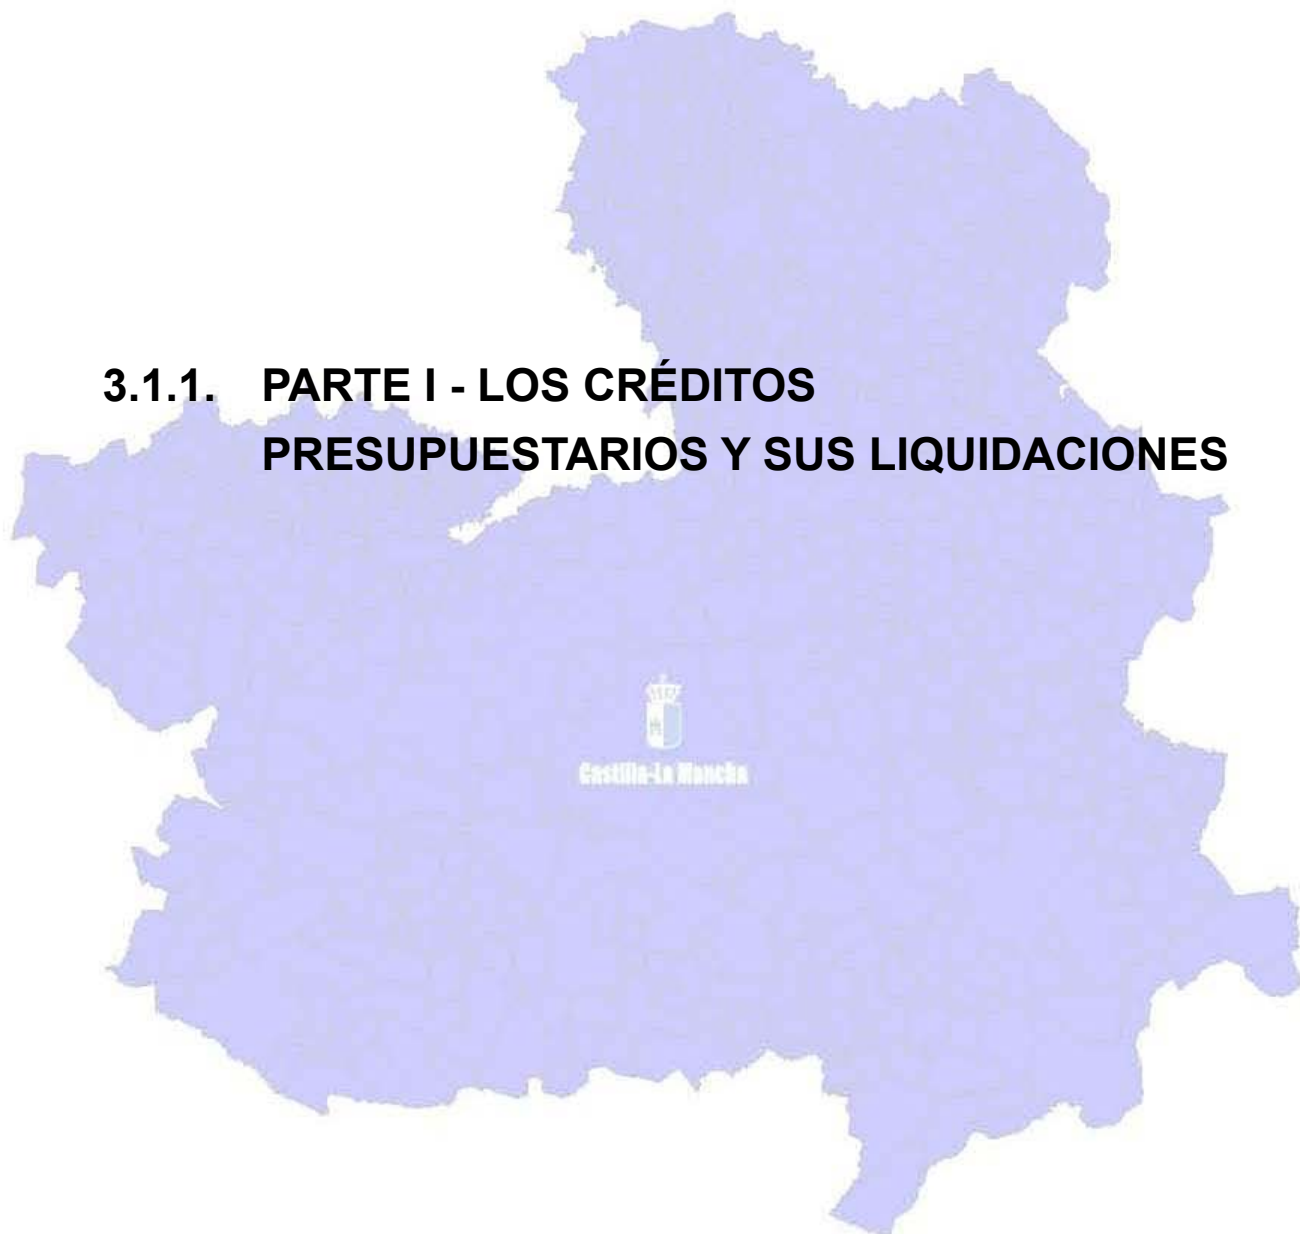 3.1.1. PARTE I - LOS CRÉDITOS
PRESUPUESTARIOS Y SUS LIQUIDACIONES
Castilla-La Mancha